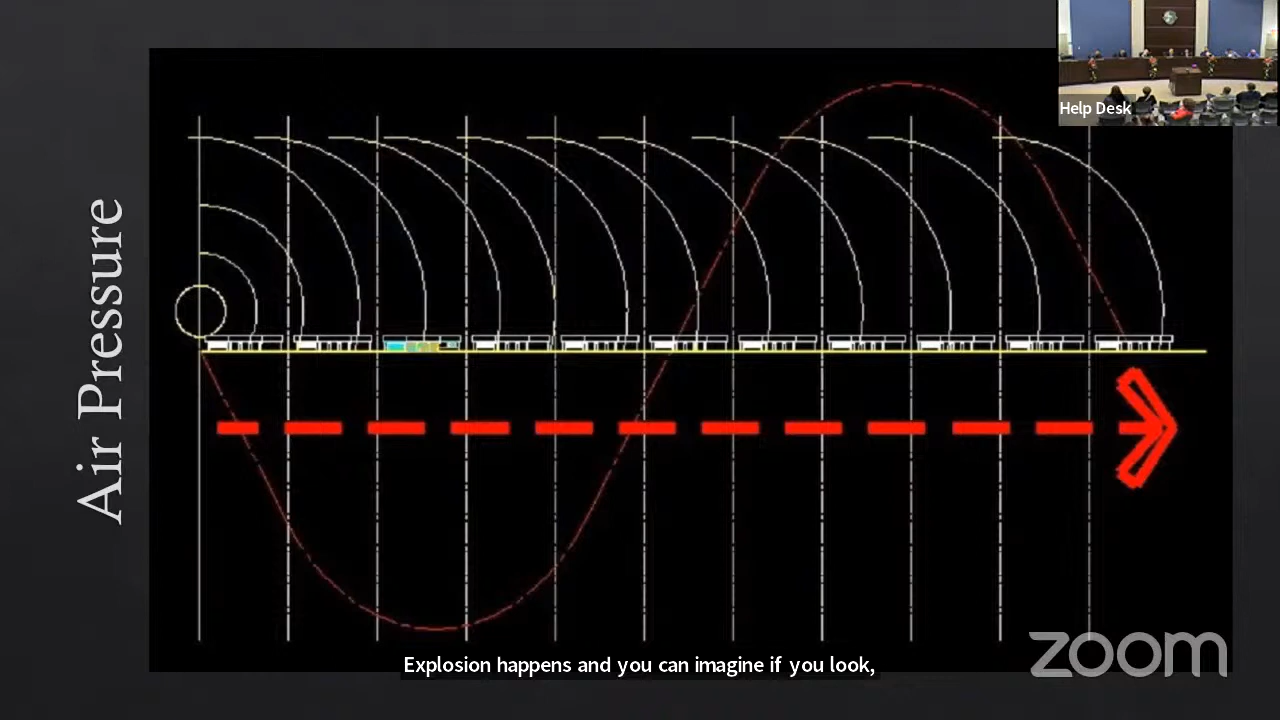 Help Desk
Air Pressure
Explosion happens and you can imagine if you look,
zoom